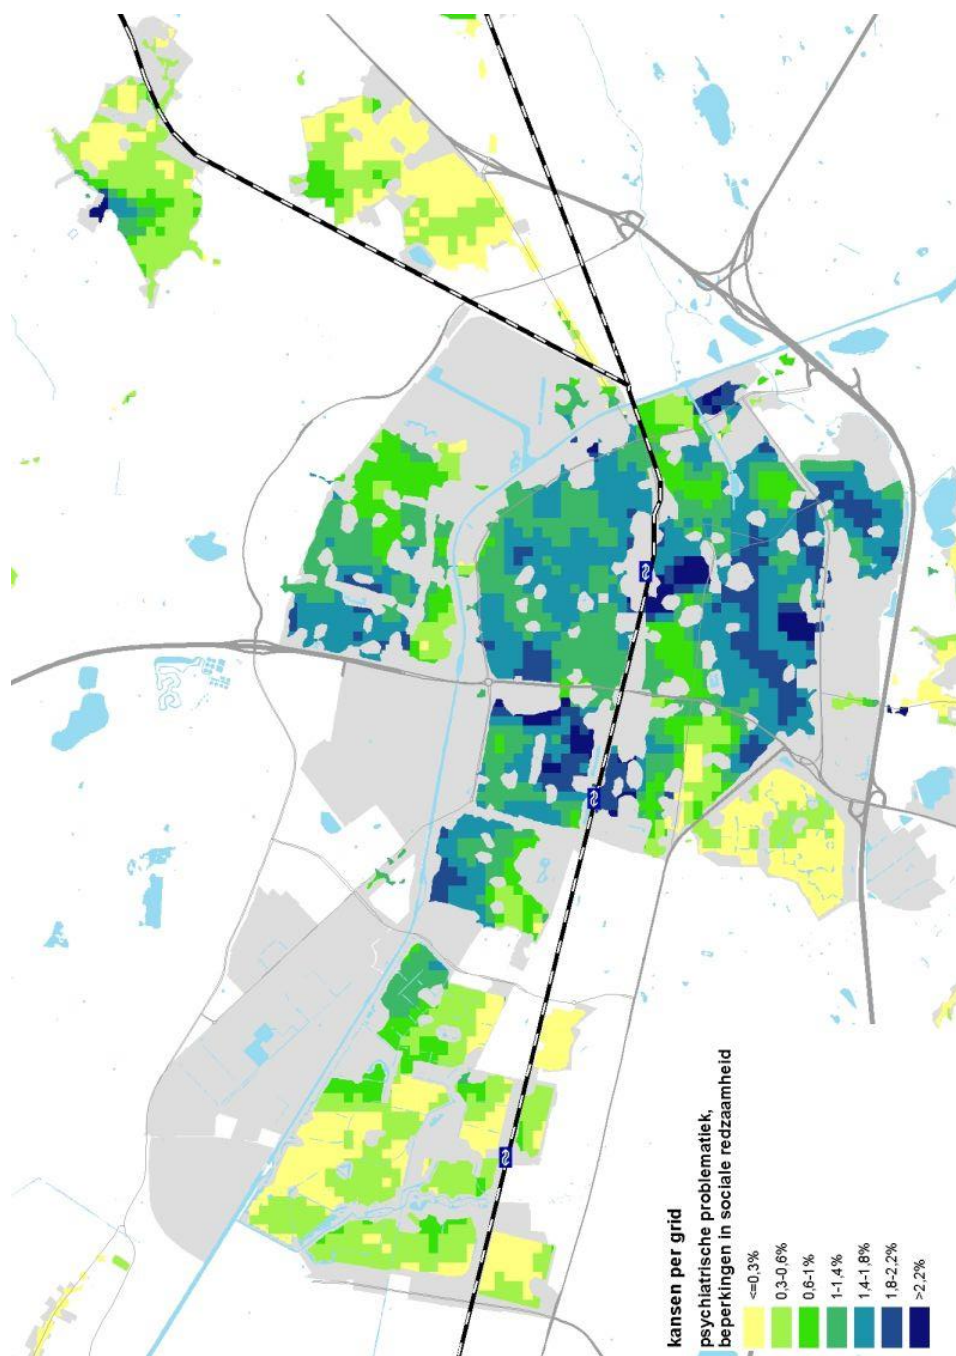 kansen per grid
psychiatrische problematiek,
beperkingen in sociale redzaamheid
<=0,3%
0,3-0,6%
0,6-1%
1-1,4%
1,4-1,8%
1,8-2,2%
>2,2%